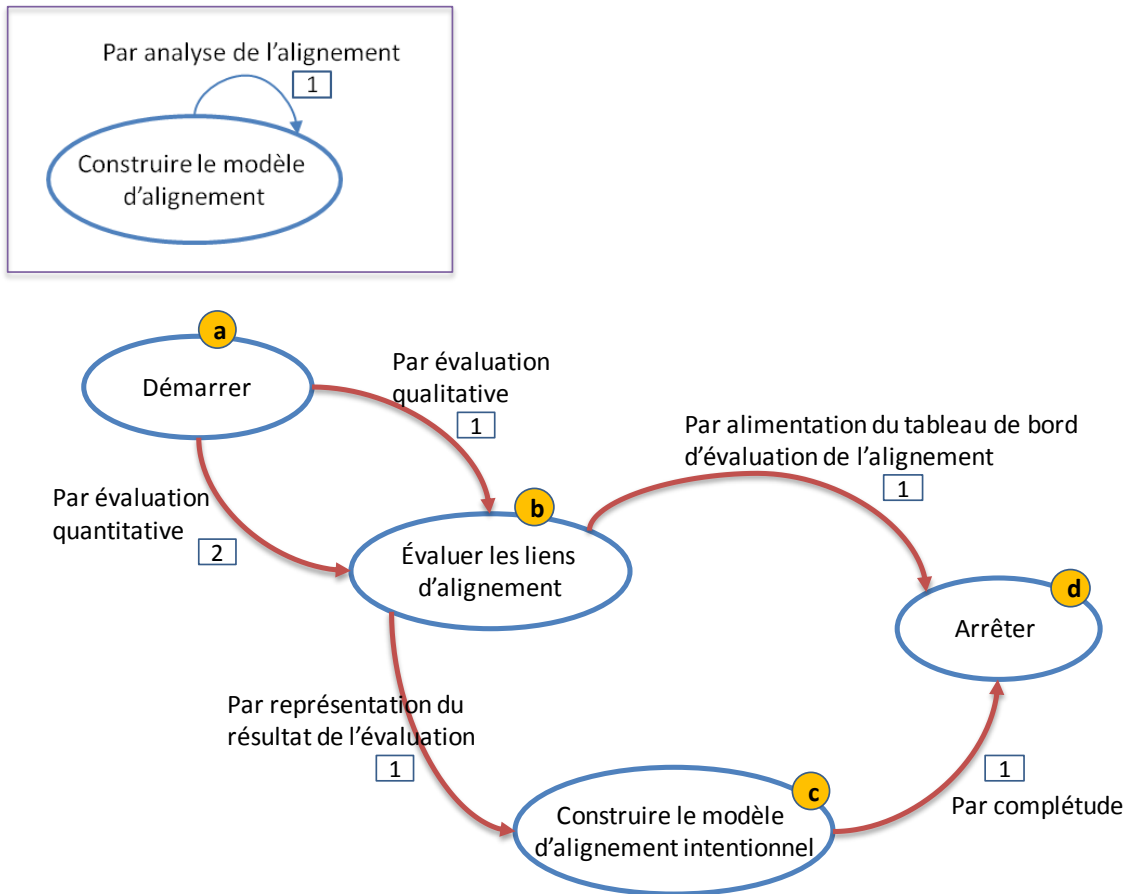 Par analyse de l'alignement
1
Construire le modèle
d'alignement
a
Démarrer
Par évaluation
qualitative
1
Par évaluation
quantitative
2
b
Évaluer les liens
d'alignement
Par alimentation du tableau de bord
d'évaluation de l'alignement
1
d
Arrêter
Par représentation du
résultat de l'évaluation
1
c
Construire le modèle
d'alignement intentionnel
1
Par complétude